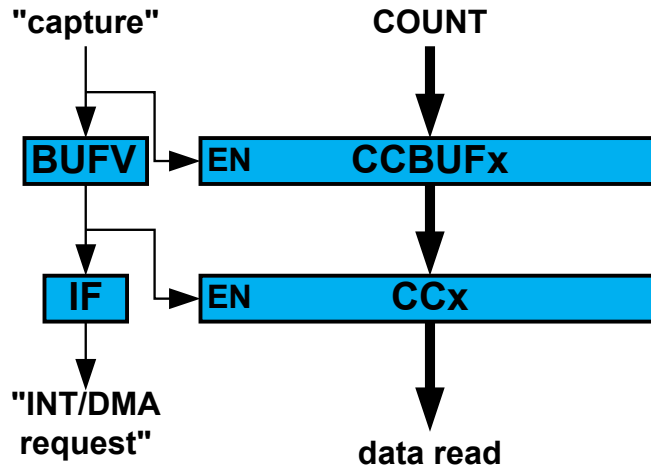 "capture"
COUNT
BUFV
EN
CCBUFx
IF
EN
CCx
"INT/DMA
request"
data read